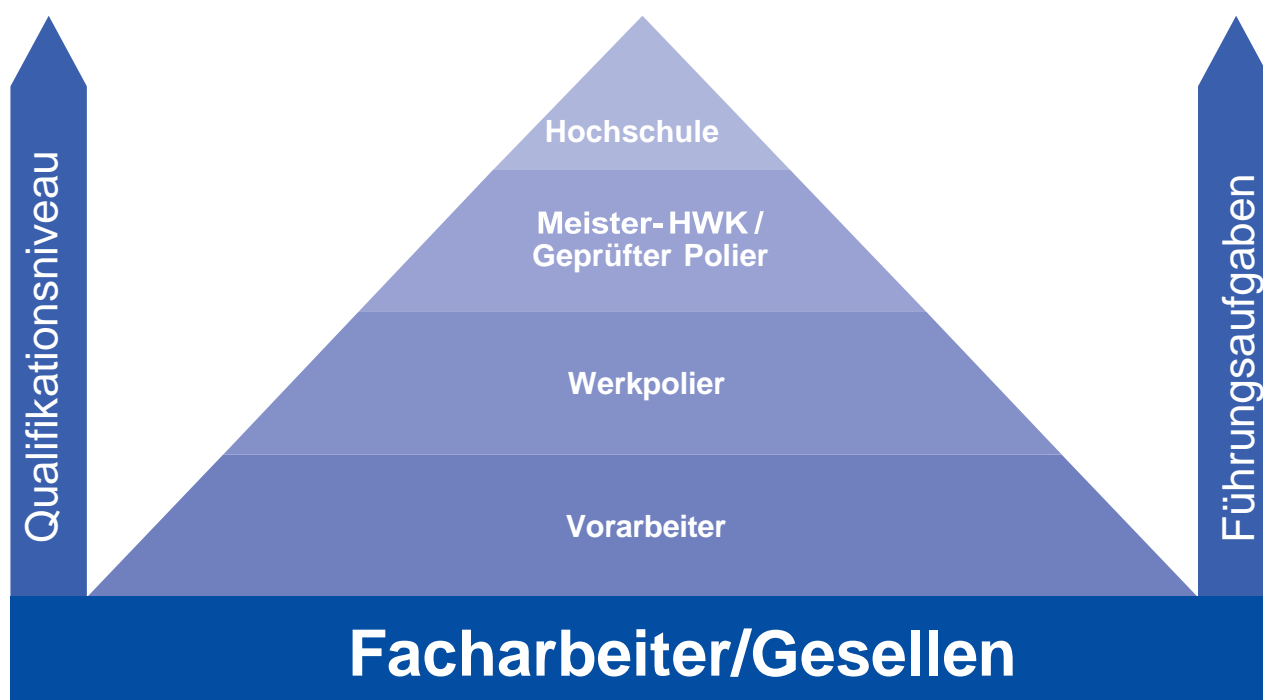 Qualifikationsniveau
Hochschule
Meister-HWK /
Geprüfter Polier
Werkpolier
Vorarbeiter
Führungsaufgaben
Facharbeiter/Gesellen